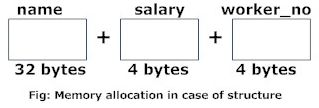 name salary worker_no
+ +
32 bytes 4 bytes 4 bytes
Fig: Memory allocation in case of structure